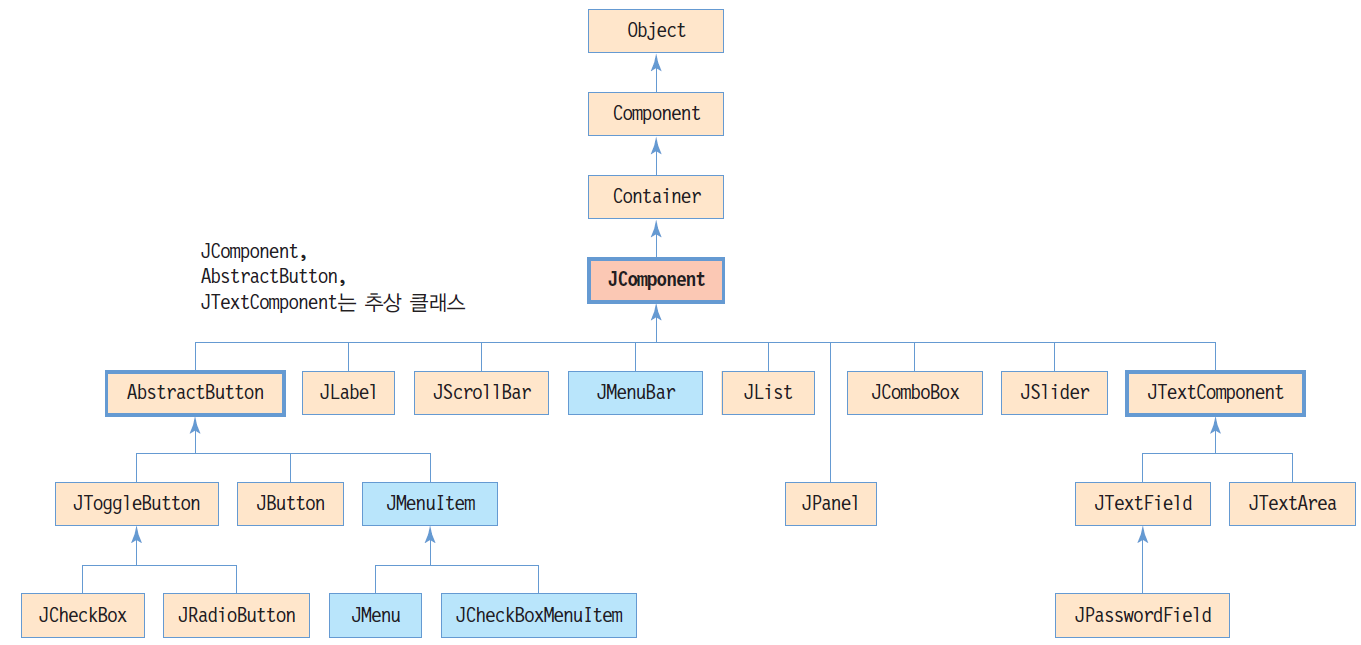 Object
Component
Container
JComponent,
AbstractButton,
JTextComponent는 추상 클래스
JComponent
AbstractButton
JLabel
JScrollBar
JMenuBar
JList
JComboBox
JSlider
JTextComponent
JToggleButton
JButton
JMenuItem
JPanel
JTextField
JTextArea
JCheckBox
JRadioButton
JMenu
JCheckBoxMenuItem
JPasswordField